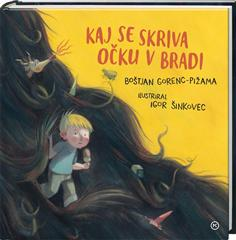 KAJ SE SKRIVA
OČKU V BRADI
BOŠTJAN GORENC-PIŽAMA
ILUSTRIRAL
IGOR ŠINKOVEC